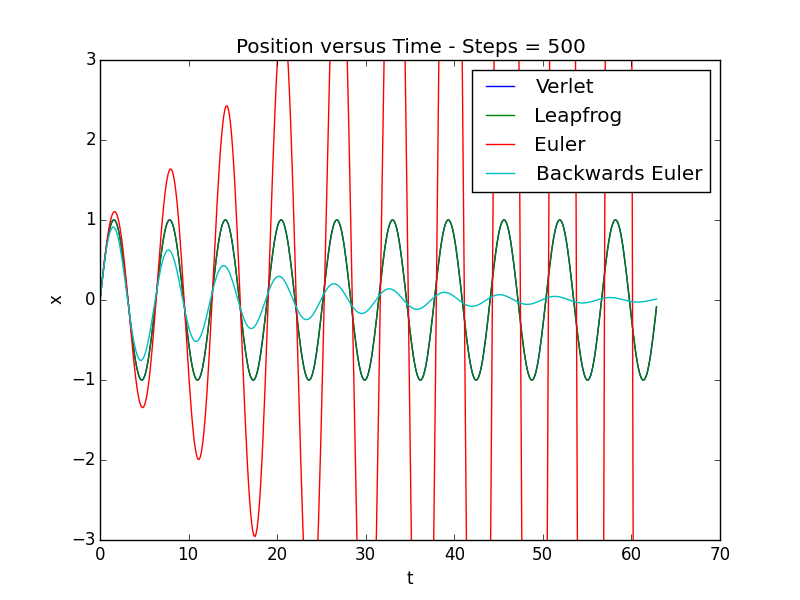 Position versus Time - Steps = 500
Verlet
Leapfrog
Euler
Backwards Euler
3
2
1
0
−1
−2
−3
x
0 10 20 30 40 50 60 70
t